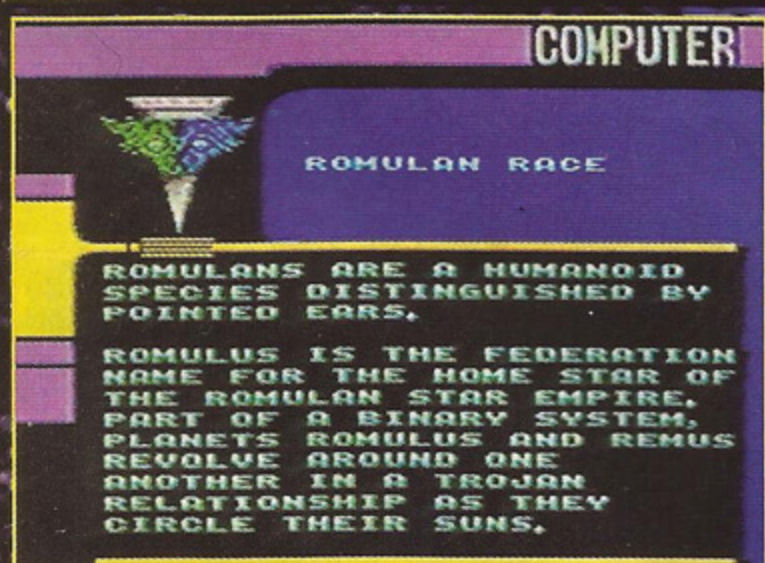 COMPUTER
ROMULAN RACE
ROMULANS ARE A HUMANOID
SPECIES DISTINGUISHED BY
POINTED EARS.
ROMULUS IS THE FEDERATION
NAME FOR THE HOME STAR OF
THE ROMULAN STAR EMPIRE.
PART OF A BINARY SYSTEM,
PLANETS ROMULUS AND REMUS
REVOLVE AROUND ONE
ANOTHER IN A TROJAN
RELATIONSHIP AS THEY
CIRCLE THEIR SUNS.